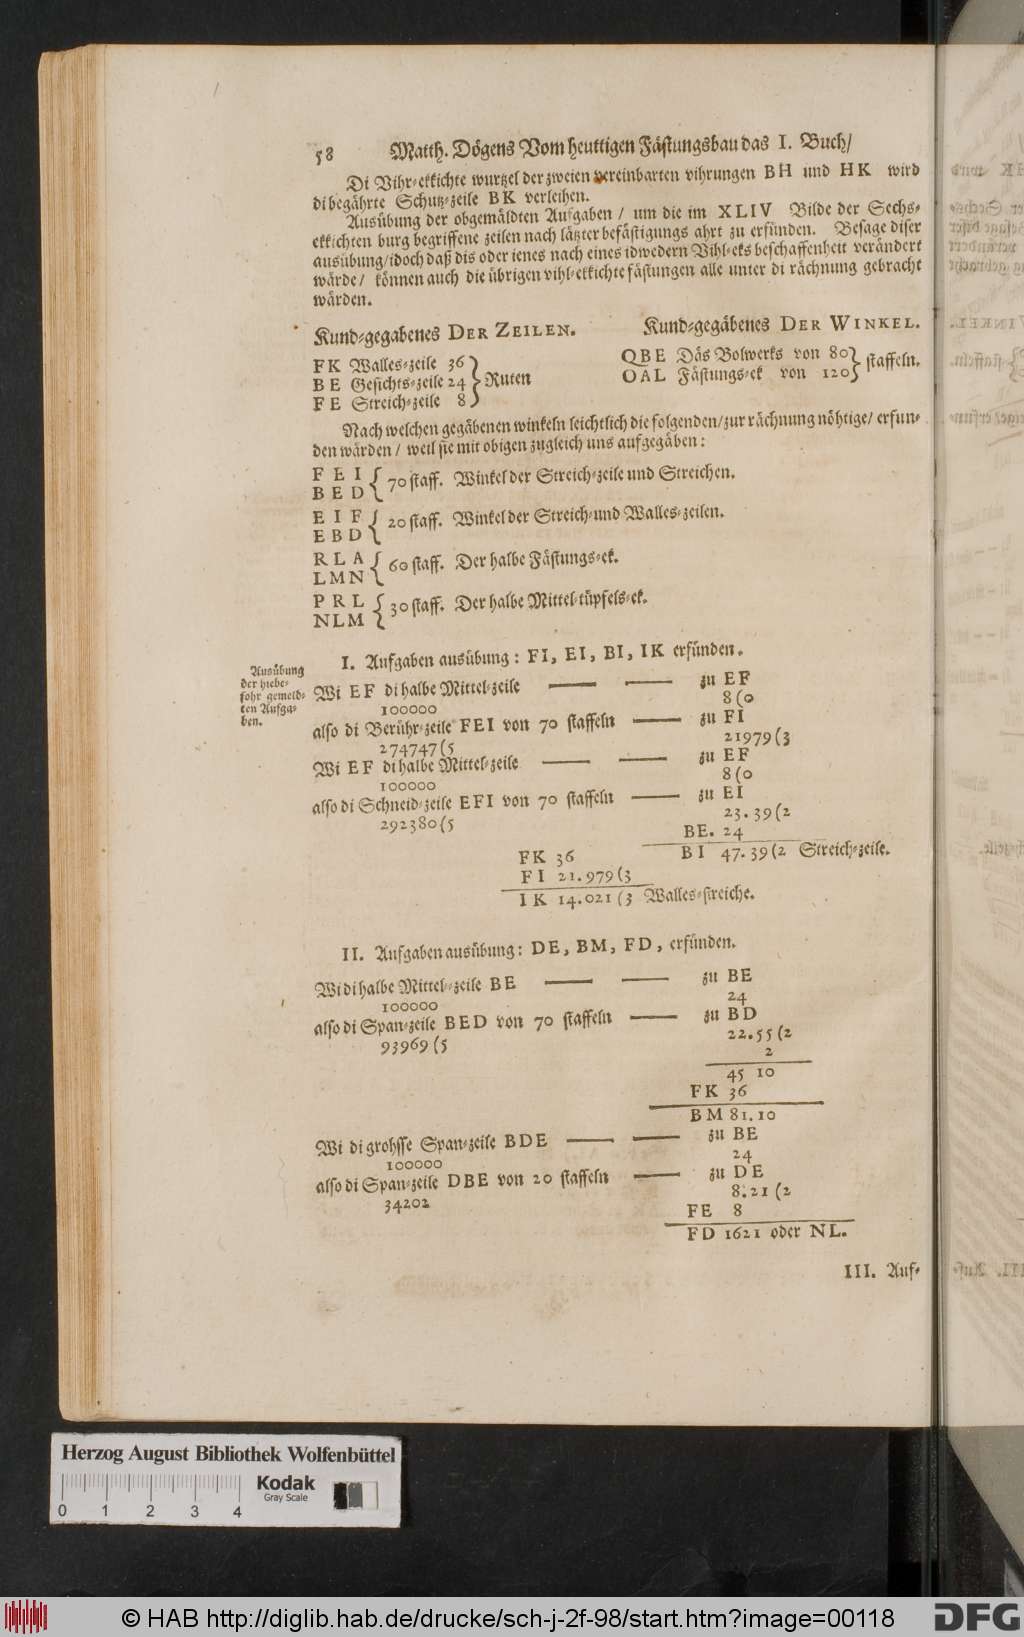 58 Matth. Dögens Vom heuttigen Fästungsbau das I. Buch/
Di Vihr-ekkichte wurtzel der zweien vereinbarten vihrungen BH und HK wird
di begährte Schutz-zeile BK verleihen.
Ausübung der obgemäldten Aufgaben / um die im XLIV Bilde der Sechs-
ekkichten burg begriffene zeilen nach lätzter befästigungs ahrt zu erfünden. Besage diser
ausübung/idoch daß dis oder ienes nach eines idwedern Vihl-eks beschaffenheit verändert
wärde/ können auch die übrigen vihl-ekkichte fästungen alle unter di rächnung gebracht
wärden.
Kund-gegabenes DER ZEILEN. Kund-gegäbenes DER WINKEL.
FK Walles-zeile 36
BE Gesichts-zeile 24 } Ruten
FE Streich-zeile 8
QBE Däs Bolwerks von 80 } staffeln.
OAL Fästungs-ek von 120
Nach welchen gegäbenen winkeln leichtlich die folgenden/zur rächnung nöhtige/ erfun-
den wärden / weil sie mit obigen zugleich uns aufgegäben:
FEI
BED { 70 staff. Winkel der Streich-zeile und Streichen.
EIF
EBD { 20 staff. Winkel der Streich-und Walles-zeilen.
RLA
LMN { 60 staff. Der halbe Fästungs-ek.
PRL
NLM { 30 staff. Der halbe Mittel-tüpfels-ek.
I. Aufgaben ausübung: FI, EI, BI, IK erfünden.
Ausübung
der hiebe-
fohr gemeld-
ten Aufga-
ben.
Wi EF di halbe Mittel-zeile — — zu EF
100000 8(0
also di Berühr-zeile FEI von 70 staffeln — zu FI
274747(5 21979(3
Wi EF di halbe Mittel-zeile — — zu EF
100000 8(0
also di Schneid-zeile EFI von 70 staffeln — zu EI
292380(5 23.39(2
BE. 24
BI 47.39(2 Streich-zeile.
FK 36
FI 21.979(3
IK 14.021(3 Walles-streiche.
II. Aufgaben ausübung: DE, BM, FD, erfünden.
Wi di halbe Mittel-zeile BE — — zu BE
100000 24
also di Span-zeile BED von 70 staffeln — zu BD
93969(5 22.55(2
2
45 10
FK 36
BM 81.10
Wi di grohsse Span-zeile BDE — — zu BE
100000 24
also di Span-zeile DBE von 20 staffeln — zu DE
34202 8.21(2
FE 8
FD 1621 oder NL.
III. Auf-
Herzog August Bibliothek Wolfenbüttel
Kodak
Gray Scale
0 1 2 3 4
© HAB http://diglib.hab.de/drucke/sch-j-2f-98/start.htm?image=00118
DFG